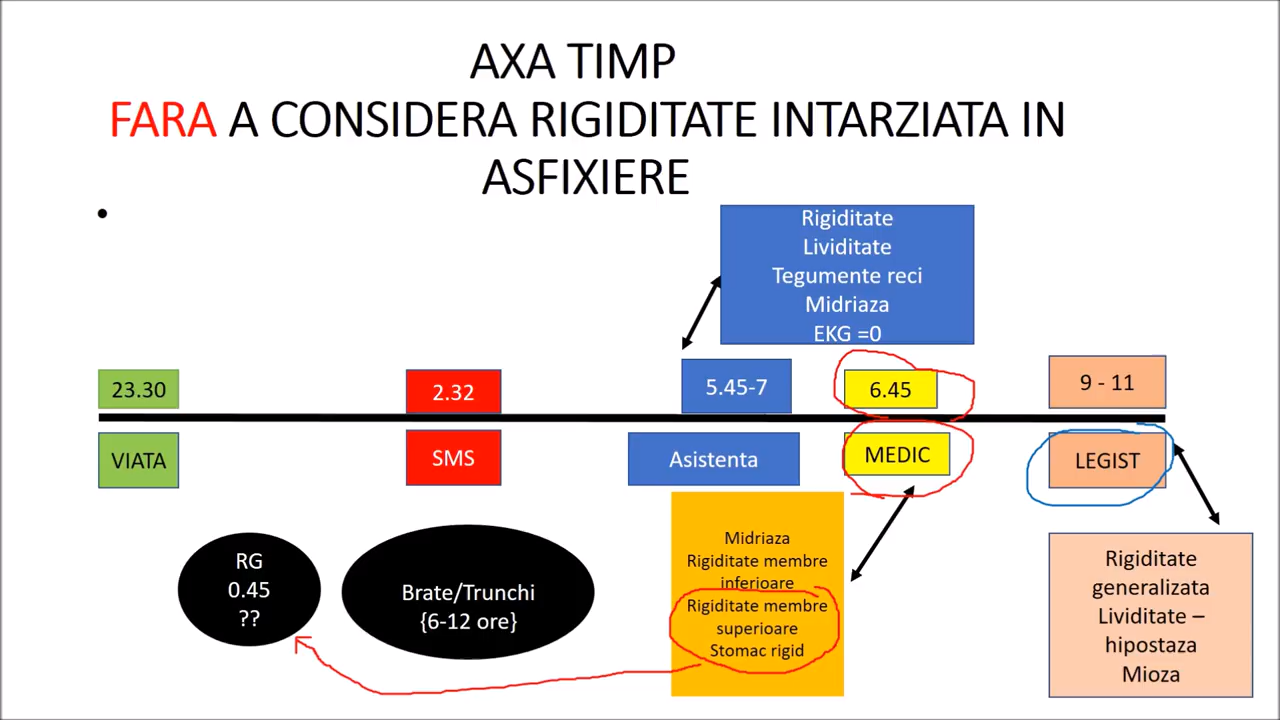 AXA TIMP
FARA A CONSIDERA RIGIDITATE INTARZIATA IN
ASFIXIERE
•
Rigiditate
Lividitate
Tegumente reci
Midriaza
EKG =0
23.30
2.32
5.45-7
6.45
9 - 11
VIATA
SMS
Asistenta
MEDIC
LEGIST
RG
0.45
??
Brate/Trunchi
{6-12 ore}
Midriaza
Rigiditate membre
inferioare
Rigiditate membre
superioare
Stomac rigid
Rigiditate
generalizata
Lividitate –
hipostaza
Mioza